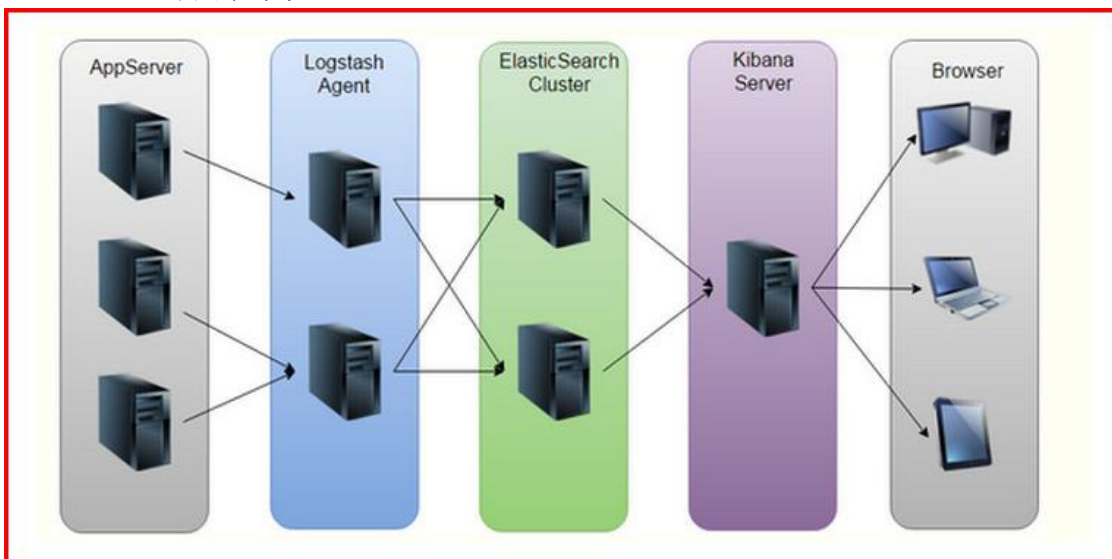 AppServer
Logstash
Agent
ElasticSearch
Cluster
Kibana
Server
Browser